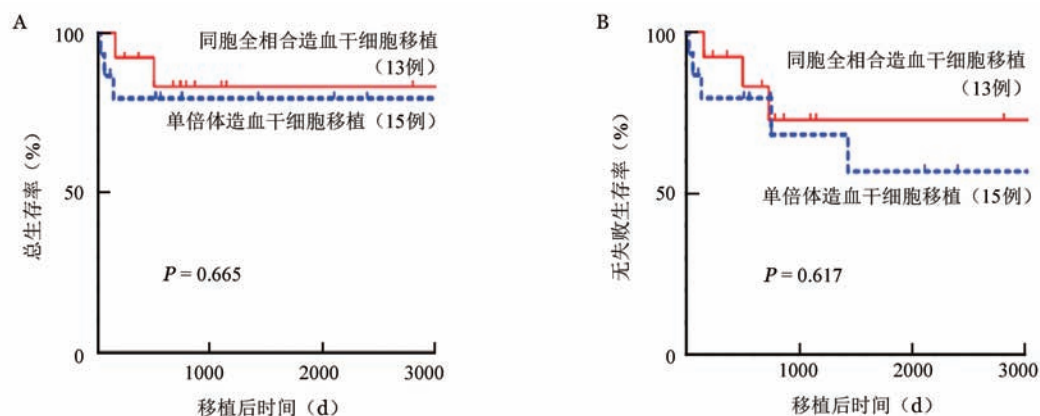 A
100
50
0
总生存率（%）
同胞全相合造血干细胞移植
（13例）
单倍体造血干细胞移植（15例）
P = 0.665
1000
2000
3000
移植后时间（d）
B
100
50
0
无失败生存率（%）
同胞全相合造血干细胞移植
（13例）
单倍体造血干细胞移植（15例）
P = 0.617
1000
2000
3000
移植后时间（d）